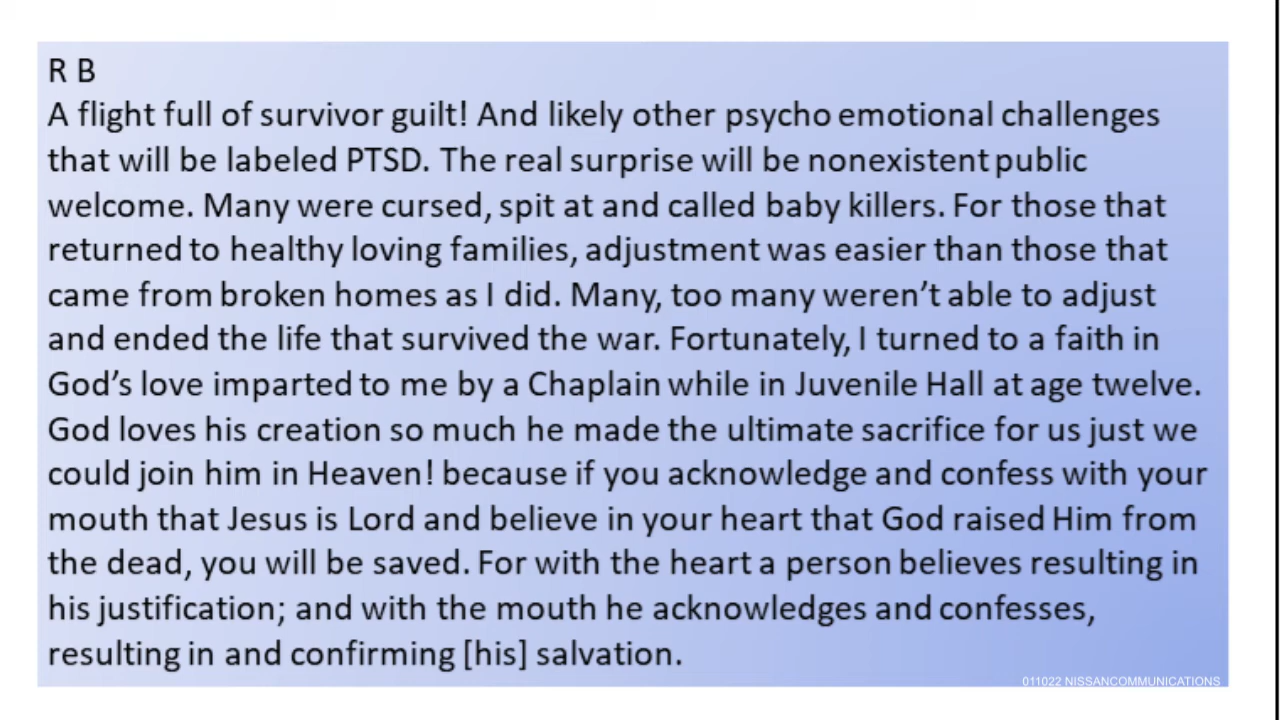 R B
A flight full of survivor guilt! And likely other psycho emotional challenges
that will be labeled PTSD. The real surprise will be nonexistent public
welcome. Many were cursed, spit at and called baby killers. For those that
returned to healthy loving families, adjustment was easier than those that
came from broken homes as I did. Many, too many weren’t able to adjust
and ended the life that survived the war. Fortunately, I turned to a faith in
God’s love imparted to me by a Chaplain while in Juvenile Hall at age twelve.
God loves his creation so much he made the ultimate sacrifice for us just we
could join him in Heaven! because if you acknowledge and confess with your
mouth that Jesus is Lord and believe in your heart that God raised Him from
the dead, you will be saved. For with the heart a person believes resulting in
his justification; and with the mouth he acknowledges and confesses,
resulting in and confirming [his] salvation.
011022 NISSANCOMMUNICATIONS